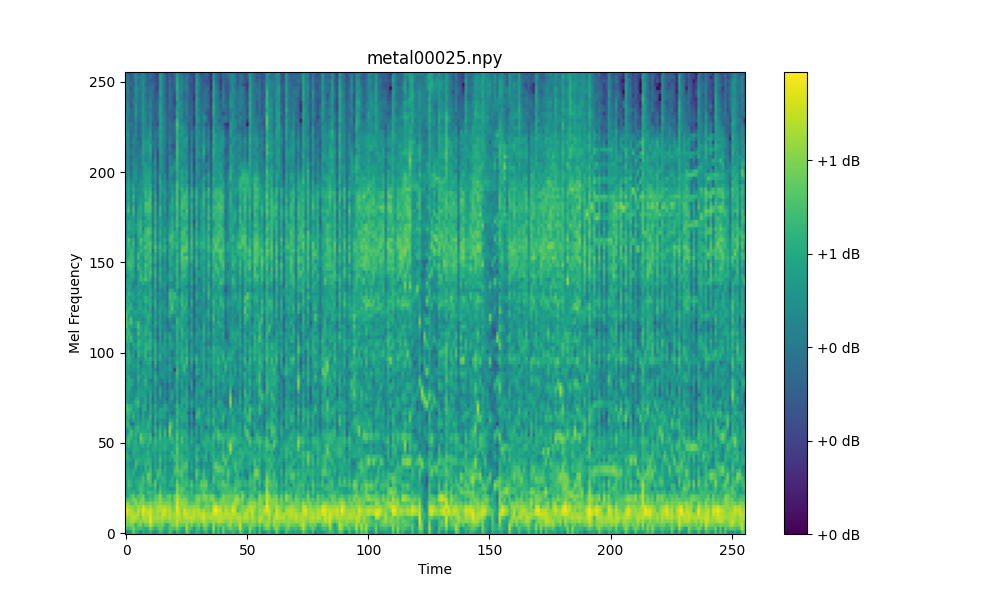 metal00025.npy
Mel Frequency
250
200
150
100
50
0
0 50 100 150 200 250
Time
+1 dB
+1 dB
+0 dB
+0 dB
+0 dB